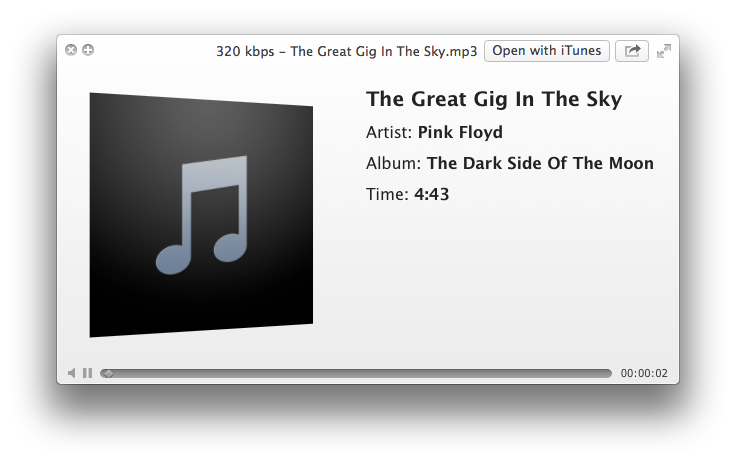 320 kbps – The Great Gig In The Sky.mp3 Open with iTunes
The Great Gig In The Sky
Artist: Pink Floyd
Album: The Dark Side Of The Moon
Time: 4:43
00:00:02